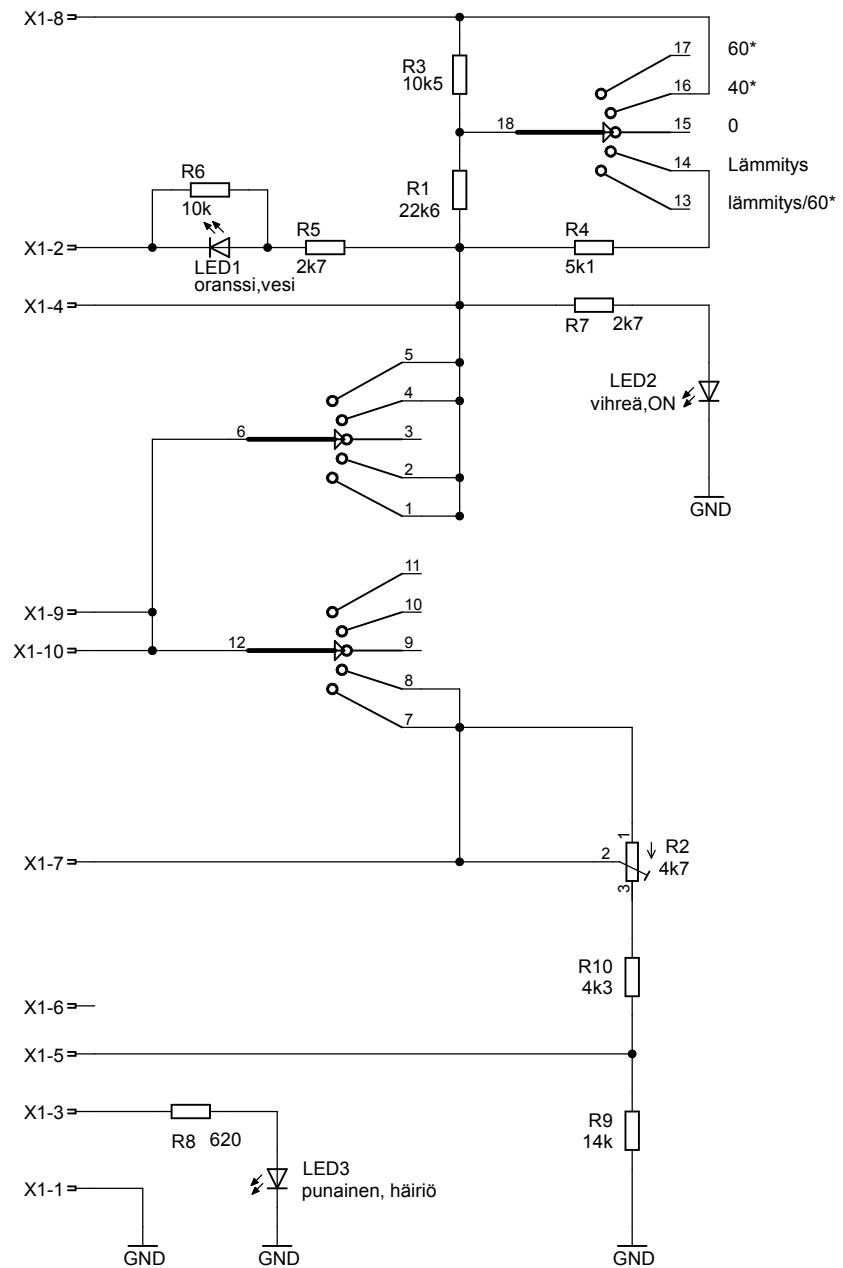 X1-8
17 60*
R3
10k5
16 40*
18 15 0
14 Lämmitys
R6
10k
R1
22k6
13 lämmitys/60*
X1-2
LED1
oranssi,vesi
R5
2k7
R4
5k1
X1-4
R7 2k7
5
4
LED2
vihreä,ON
6 3
2
1
GND
11
X1-9
10
X1-10
12 9
8
7
X1-7
1
2
3
R2
4k7
R10
4k3
X1-6
X1-5
X1-3
R8 620
R9
14k
LED3
punainen, häiriö
X1-1
GND
GND
GND